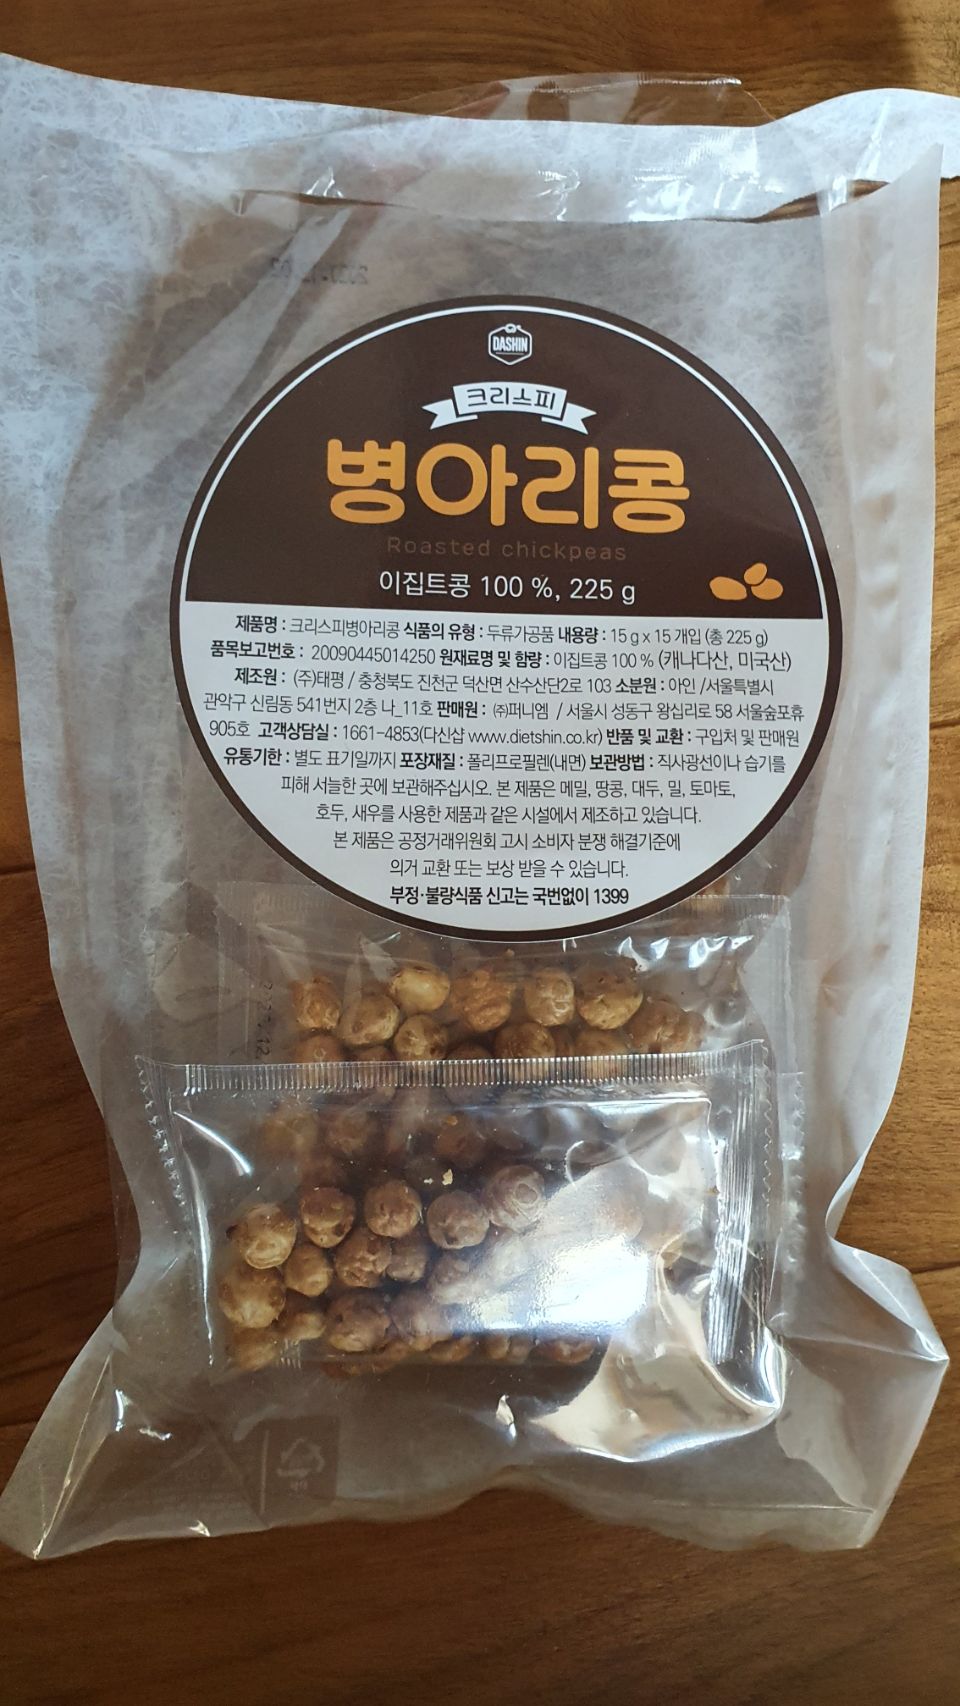 DASHIN
크리스피
병아리콩
Roasted chickpeas
이집트콩 100 %, 225 g
제품명 : 크리스피병아리콩 식품의 유형 : 두류가공품 내용량 : 15 g x 15 개입 (총 225 g)
품목보고번호 : 20090445014250 원재료명 및 함량 : 이집트콩 100 % (캐나다산, 미국산)
제조원 : (주)태평 / 충청북도 진천군 덕산면 산수산단2로 103 소분원 : 아인 /서울특별시
관악구 신림동 541번지 2층 나_11호 판매원 : ㈜퍼니엠 / 서울시 성동구 왕십리로 58 서울숲포휴
905호 고객상담실 : 1661-4853(다신샵 www.dietshin.co.kr) 반품 및 교환 : 구입처 및 판매원
유통기한 : 별도 표기일까지 포장재질 : 폴리프로필렌(내면) 보관방법 : 직사광선이나 습기를
피해 서늘한 곳에 보관해주십시오. 본 제품은 메밀, 땅콩, 대두, 밀, 토마토,
호두, 새우를 사용한 제품과 같은 시설에서 제조하고 있습니다.
본 제품은 공정거래위원회 고시 소비자 분쟁 해결기준에
의거 교환 또는 보상 받을 수 있습니다.
부정·불량식품 신고는 국번없이 1399